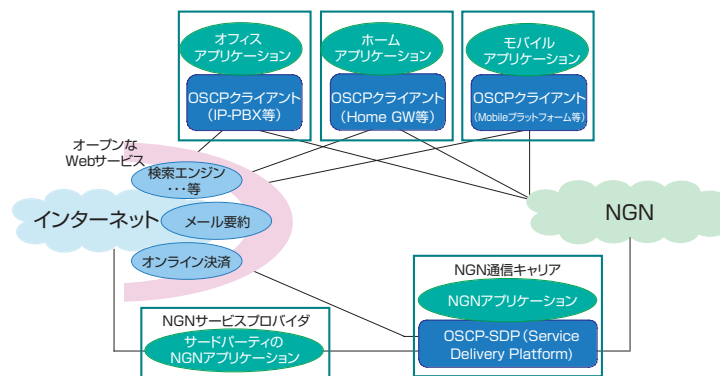 オフィス
アプリケーション
OSCPクライアント
(IP-PBX等)
ホーム
アプリケーション
OSCPクライアント
(Home GW等)
モバイル
アプリケーション
OSCPクライアント
(Mobileプラットフォーム等)
オープンな
Webサービス
検索エンジン
・・・等
インターネット
メール要約
オンライン決済
NGN
NGN通信キャリア
NGNアプリケーション
OSCP-SDP(Service
Delivery Platform)
NGNサービスプロバイダ
サードパーティの
NGNアプリケーション